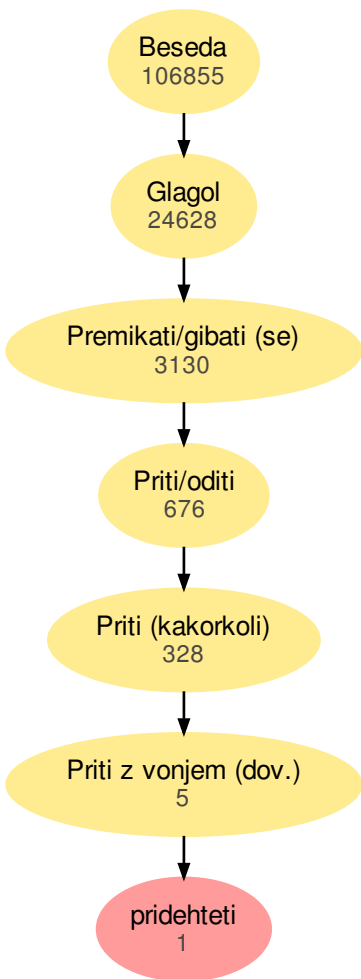 Beseda
106855
Glagol
24628
Premikati/gibati (se)
3130
Priti/oditi
676
Priti (kakorkoli)
328
Priti z vonjem (dov.)
5
pridehteti
1